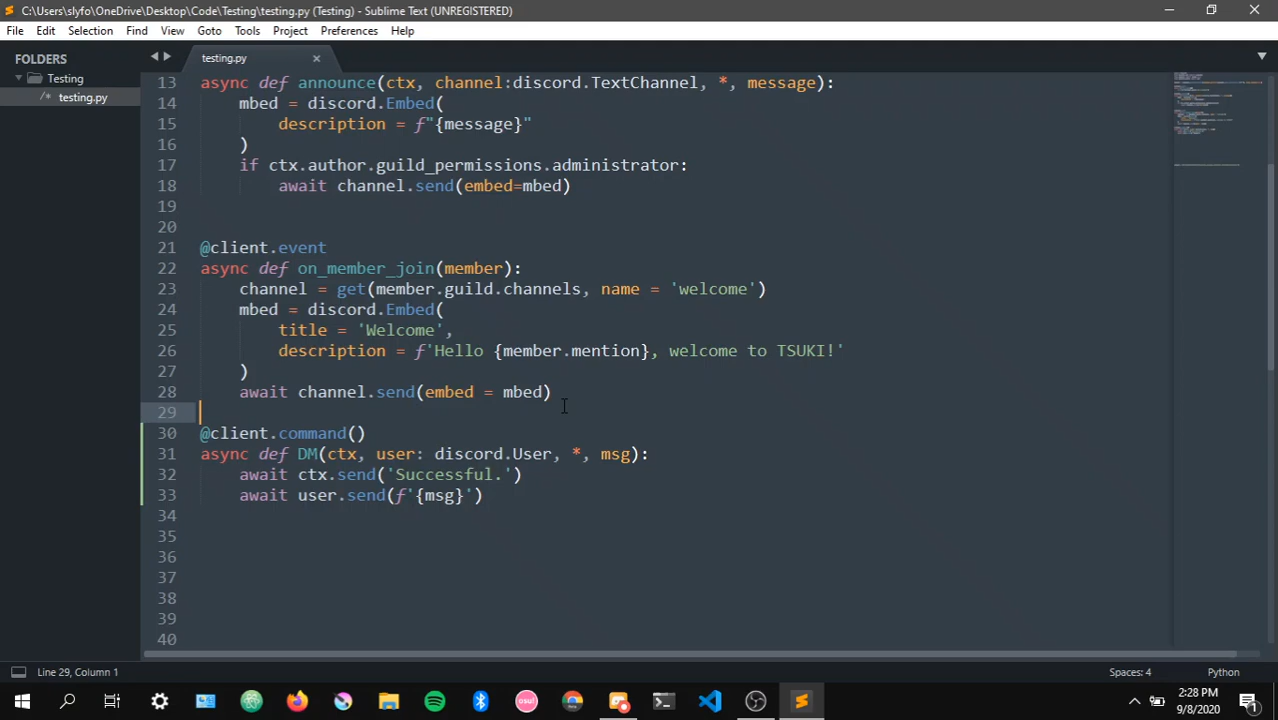 C:\Users\slyfo\OneDrive\Desktop\Code\Testing\testing.py (Testing) - Sublime Text (UNREGISTERED)
File Edit Selection Find View Goto Tools Project Preferences Help
FOLDERS
Testing
/* testing.py
testing.py
13 async def announce(ctx, channel:discord.TextChannel, *, message):
14     mbed = discord.Embed(
15         description = f"{message}"
16     )
17     if ctx.author.guild_permissions.administrator:
18         await channel.send(embed=mbed)
19
20
21 @client.event
22 async def on_member_join(member):
23     channel = get(member.guild.channels, name = 'welcome')
24     mbed = discord.Embed(
25         title = 'Welcome',
26         description = f'Hello {member.mention}, welcome to TSUKI!'
27     )
28     await channel.send(embed = mbed)
29
30 @client.command()
31 async def DM(ctx, user: discord.User, *, msg):
32     await ctx.send('Successful.')
33     await user.send(f'{msg}')
34
35
36
37
38
39
40
Line 29, Column 1
Spaces: 4
Python
osu!
2:28 PM
9/8/2020
1